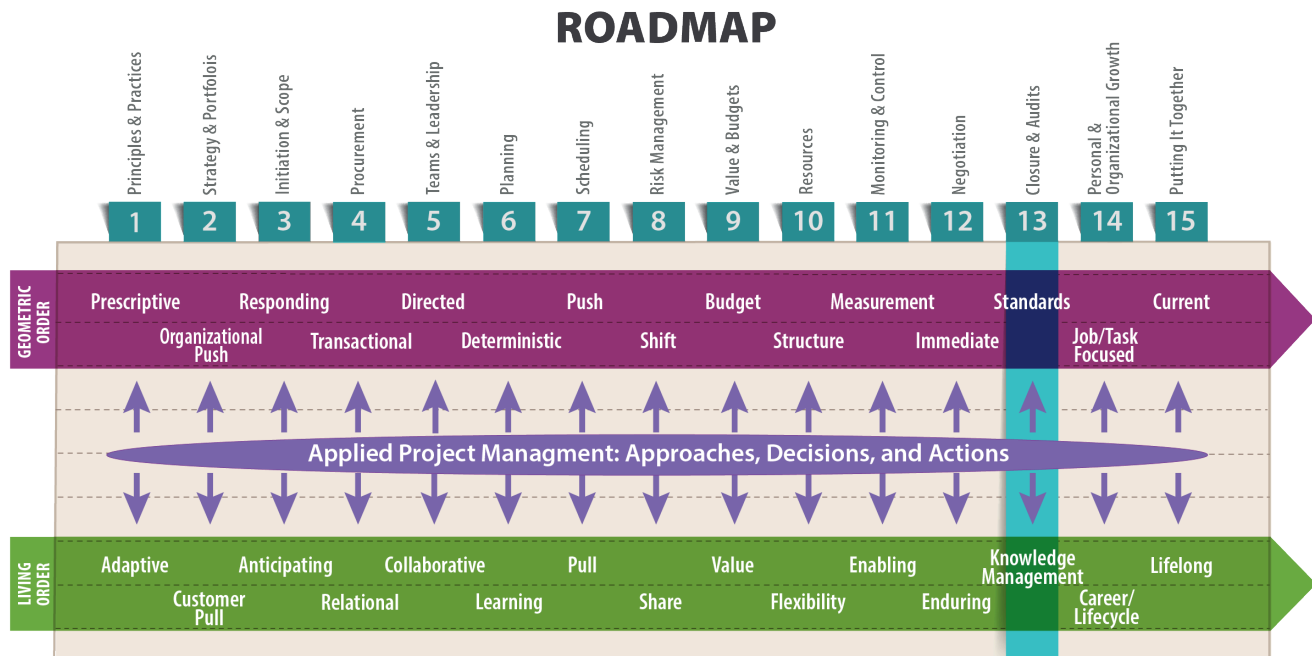 ROADMAP
Principles & Practices
Strategy & Portfolois
Initiation & Scope
Procurement
Teams & Leadership
Planning
Scheduling
Risk Management
Value & Budgets
Resources
Monitoring & Control
Negotiation
Closure & Audits
Personal &
Organizational Growth
Putting It Together
1 2 3 4 5 6 7 8 9 10 11 12 13 14 15
GEOMETRIC
ORDER
Prescriptive Responding Directed Push Budget Measurement Standards Current
Organizational
Push
Transactional Deterministic Shift Structure Immediate
Job/Task
Focused
Applied Project Managment: Approaches, Decisions, and Actions
LIVING
ORDER
Adaptive Anticipating Collaborative Pull Value Enabling
Knowledge
Management
Lifelong
Customer
Pull
Relational Learning Share Flexibility Enduring
Career/
Lifecycle